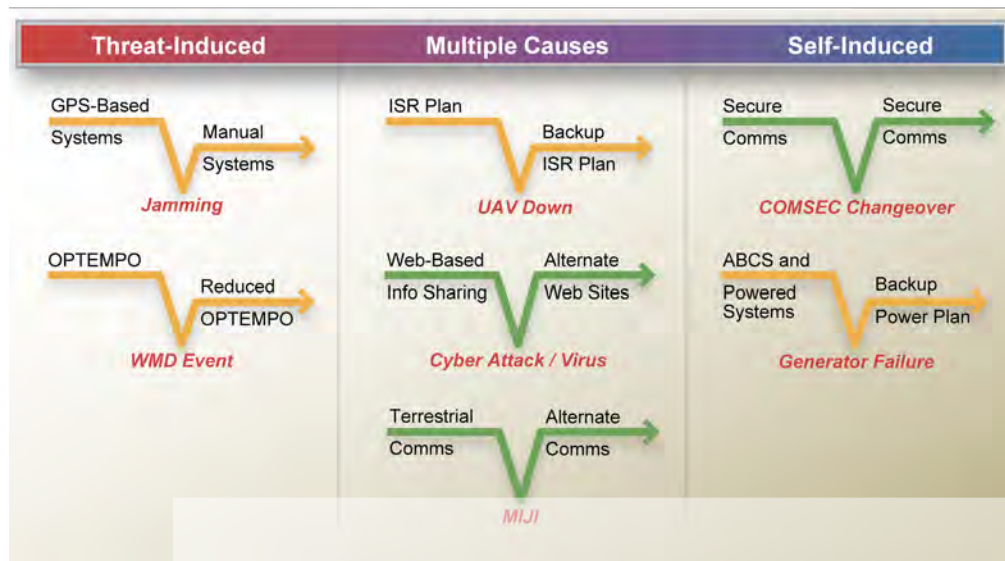 Threat-Induced
Multiple Causes
Self-Induced
GPS-Based
Systems
Manual
Systems
Jamming
OPTEMPO
Reduced
OPTEMPO
WMD Event
ISR Plan
Backup
ISR Plan
UAV Down
Web-Based
Info Sharing
Alternate
Web Sites
Cyber Attack / Virus
Terrestrial
Comms
Alternate
Comms
MIJI
Secure
Comms
Secure
Comms
COMSEC Changeover
ABCS and
Powered
Systems
Backup
Power Plan
Generator Failure